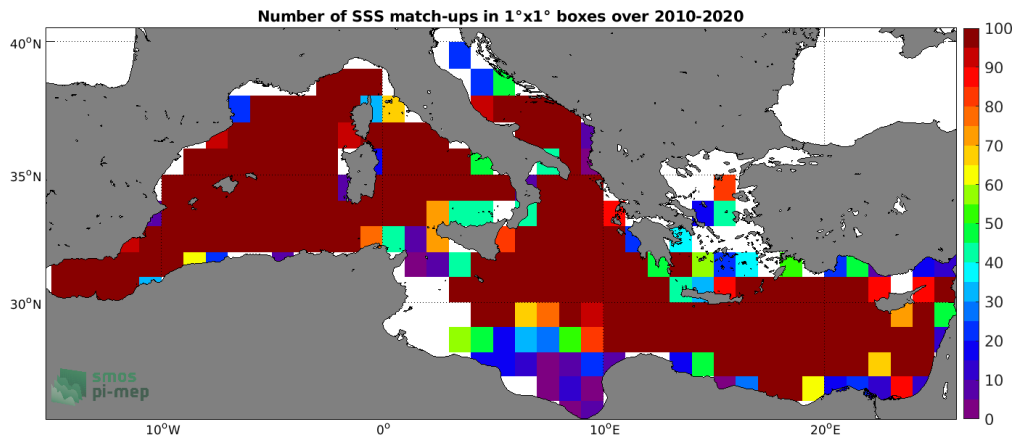 Number of SSS match-ups in 1°x1° boxes over 2010-2020
40°N
35°N
30°N
10°W
0°
10°E
20°E
100
90
80
70
60
50
40
30
20
10
0
smos
pi-mep